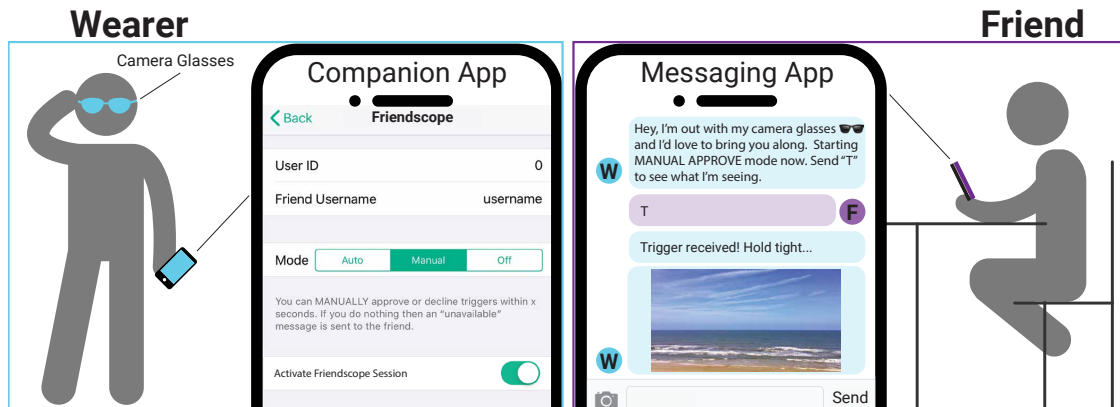 Wearer
Camera Glasses
Companion App
Back
Friendscope
User ID
0
Friend Username
username
Mode
Auto
Manual
Off
You can MANUALLY approve or decline triggers within x
seconds. If you do nothing then an “unavailable”
message is sent to the friend.
Activate Friendscope Session
Friend
Messaging App
Hey, I’m out with my camera glasses 🕶️
and I’d love to bring you along. Starting
MANUAL APPROVE mode now. Send “T”
to see what I’m seeing.
W
T
F
Trigger received! Hold tight...
W
Send